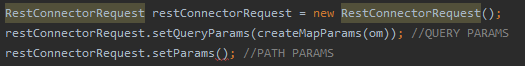 RestConnectorRequest restConnectorRequest = new RestConnectorRequest();
restConnectorRequest.setQueryParams(createMapParams(om)); //QUERY PARAMS
restConnectorRequest.setParams(); //PATH PARAMS